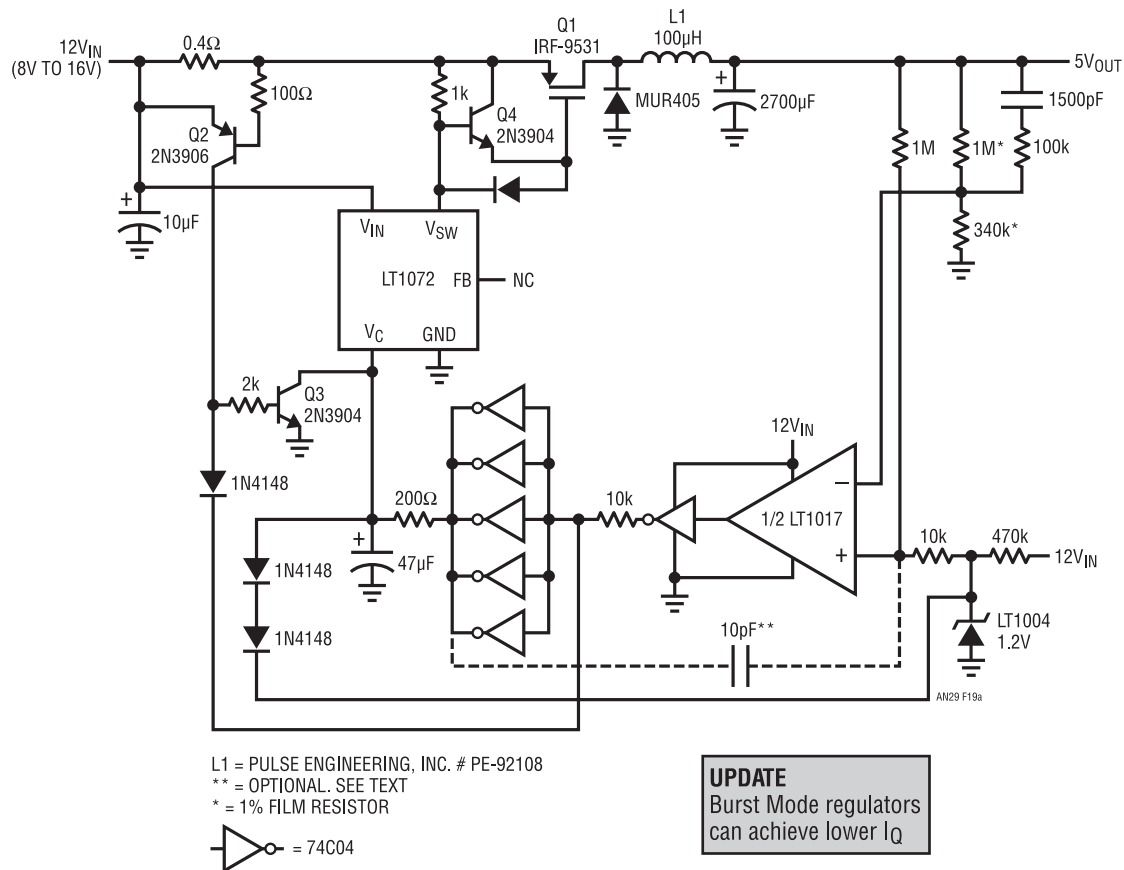 12VIN
(8V TO 16V)
0.4Ω
100Ω
Q2
2N3906
10µF
+
1k
Q4
2N3904
Q1
IRF-9531
L1
100µH
MUR405
+
2700µF
5VOUT
1500pF
1M
1M*
100k
340k*
VIN
VSW
LT1072
FB
NC
VC
GND
2k
Q3
2N3904
1N4148
200Ω
+
47µF
1N4148
1N4148
10k
12VIN
1/2 LT1017
−
+
10k
470k
12VIN
LT1004
1.2V
10pF**
AN29 F19a
L1 = PULSE ENGINEERING, INC. # PE-92108
** = OPTIONAL. SEE TEXT
* = 1% FILM RESISTOR
= 74C04
UPDATE
Burst Mode regulators
can achieve lower IQ